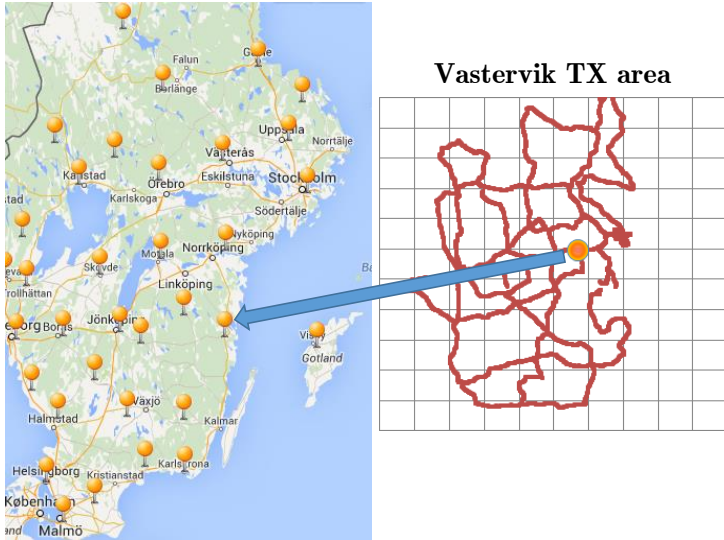 Vastervik TX area
Falun
Borlänge
Uppsala
Norrtälje
Västerås
Karlstad
Örebro
Eskilstuna
Stockholm
Karlskoga
Södertälje
Nyköping
Motala
Norrköping
Skövde
Linköping
Trollhättan
Borås
Jönköping
Visby
Gotland
Växjö
Halmstad
Kalmar
Helsingborg
Karlskrona
Kristianstad
København
Malmö